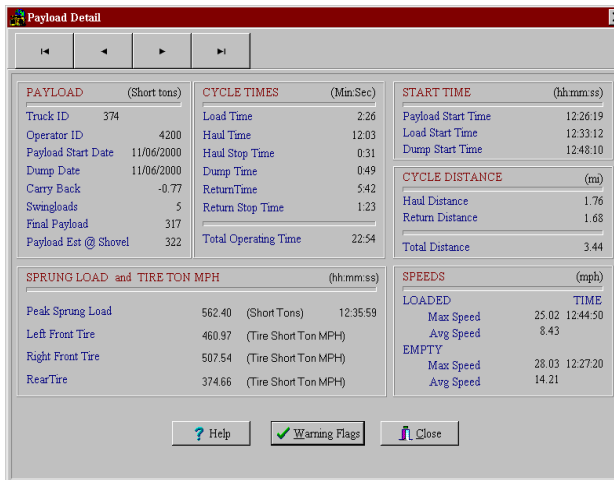 Payload Detail
PAYLOAD (Short tons)
Truck ID 374
Operator ID 4200
Payload Start Date 11/06/2000
Dump Date 11/06/2000
Carry Back -0.77
Swingloads 5
Final Payload 317
Payload Est @ Shovel 322
CYCLE TIMES (Min:Sec)
Load Time 2:26
Haul Time 12:03
Haul Stop Time 0:31
Dump Time 0:49
ReturnTime 5:42
Return Stop Time 1:23
Total Operating Time 22:54
START TIME (hh:mm:ss)
Payload Start Time 12:26:19
Load Start Time 12:33:12
Dump Start Time 12:48:10
CYCLE DISTANCE (mi)
Haul Distance 1.76
Return Distance 1.68
Total Distance 3.44
SPRUNG LOAD and TIRE TON MPH (hh:mm:ss)
Peak Sprung Load 562.40 (Short Tons) 12:35:59
Left Front Tire 460.97 (Tire Short Ton MPH)
Right Front Tire 507.54 (Tire Short Ton MPH)
RearTire 374.66 (Tire Short Ton MPH)
SPEEDS (mph)
LOADED TIME
Max Speed 25.02 12:44:50
Avg Speed 8.43
EMPTY
Max Speed 28.03 12:27:20
Avg Speed 14.21
? Help
Warning Flags
Close